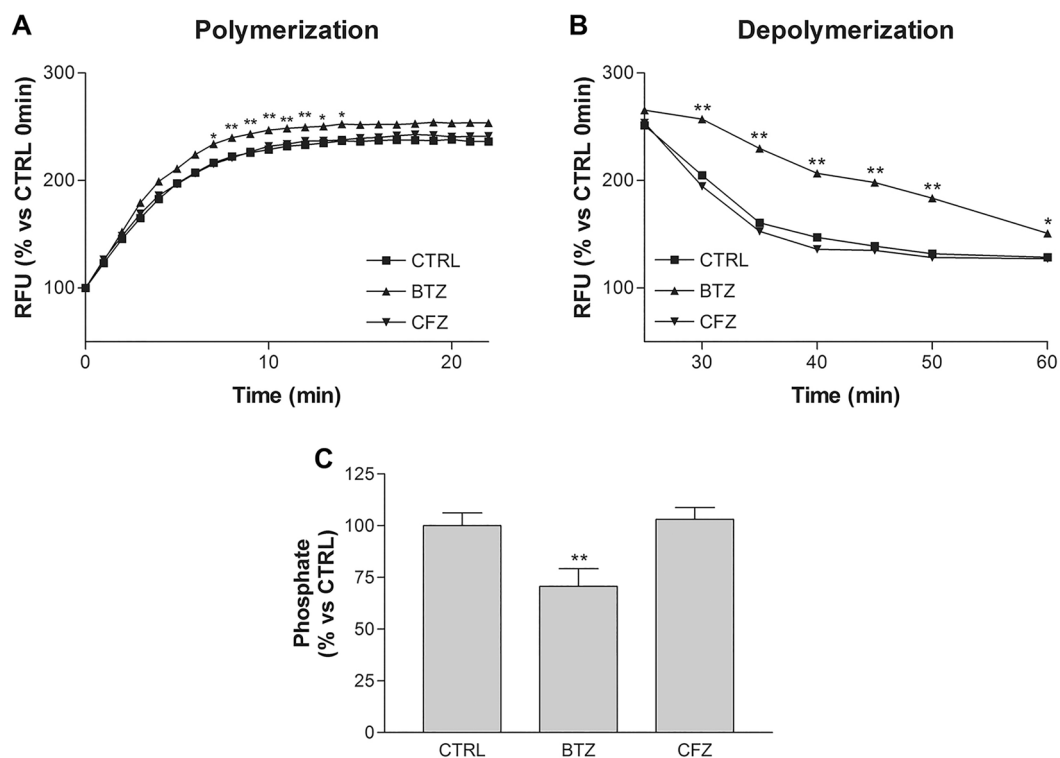 A
Polymerization
RFU (% vs CTRL 0min)
300
200
100
* ** ** ** ** ** * *
CTRL
BTZ
CFZ
0
10
20
Time (min)
B
Depolymerization
RFU (% vs CTRL 0min)
300
200
100
** ** ** ** ** *
CTRL
BTZ
CFZ
30
40
50
60
Time (min)
C
Phosphate
(% vs CTRL)
125
100
75
50
25
0
**
CTRL
BTZ
CFZ